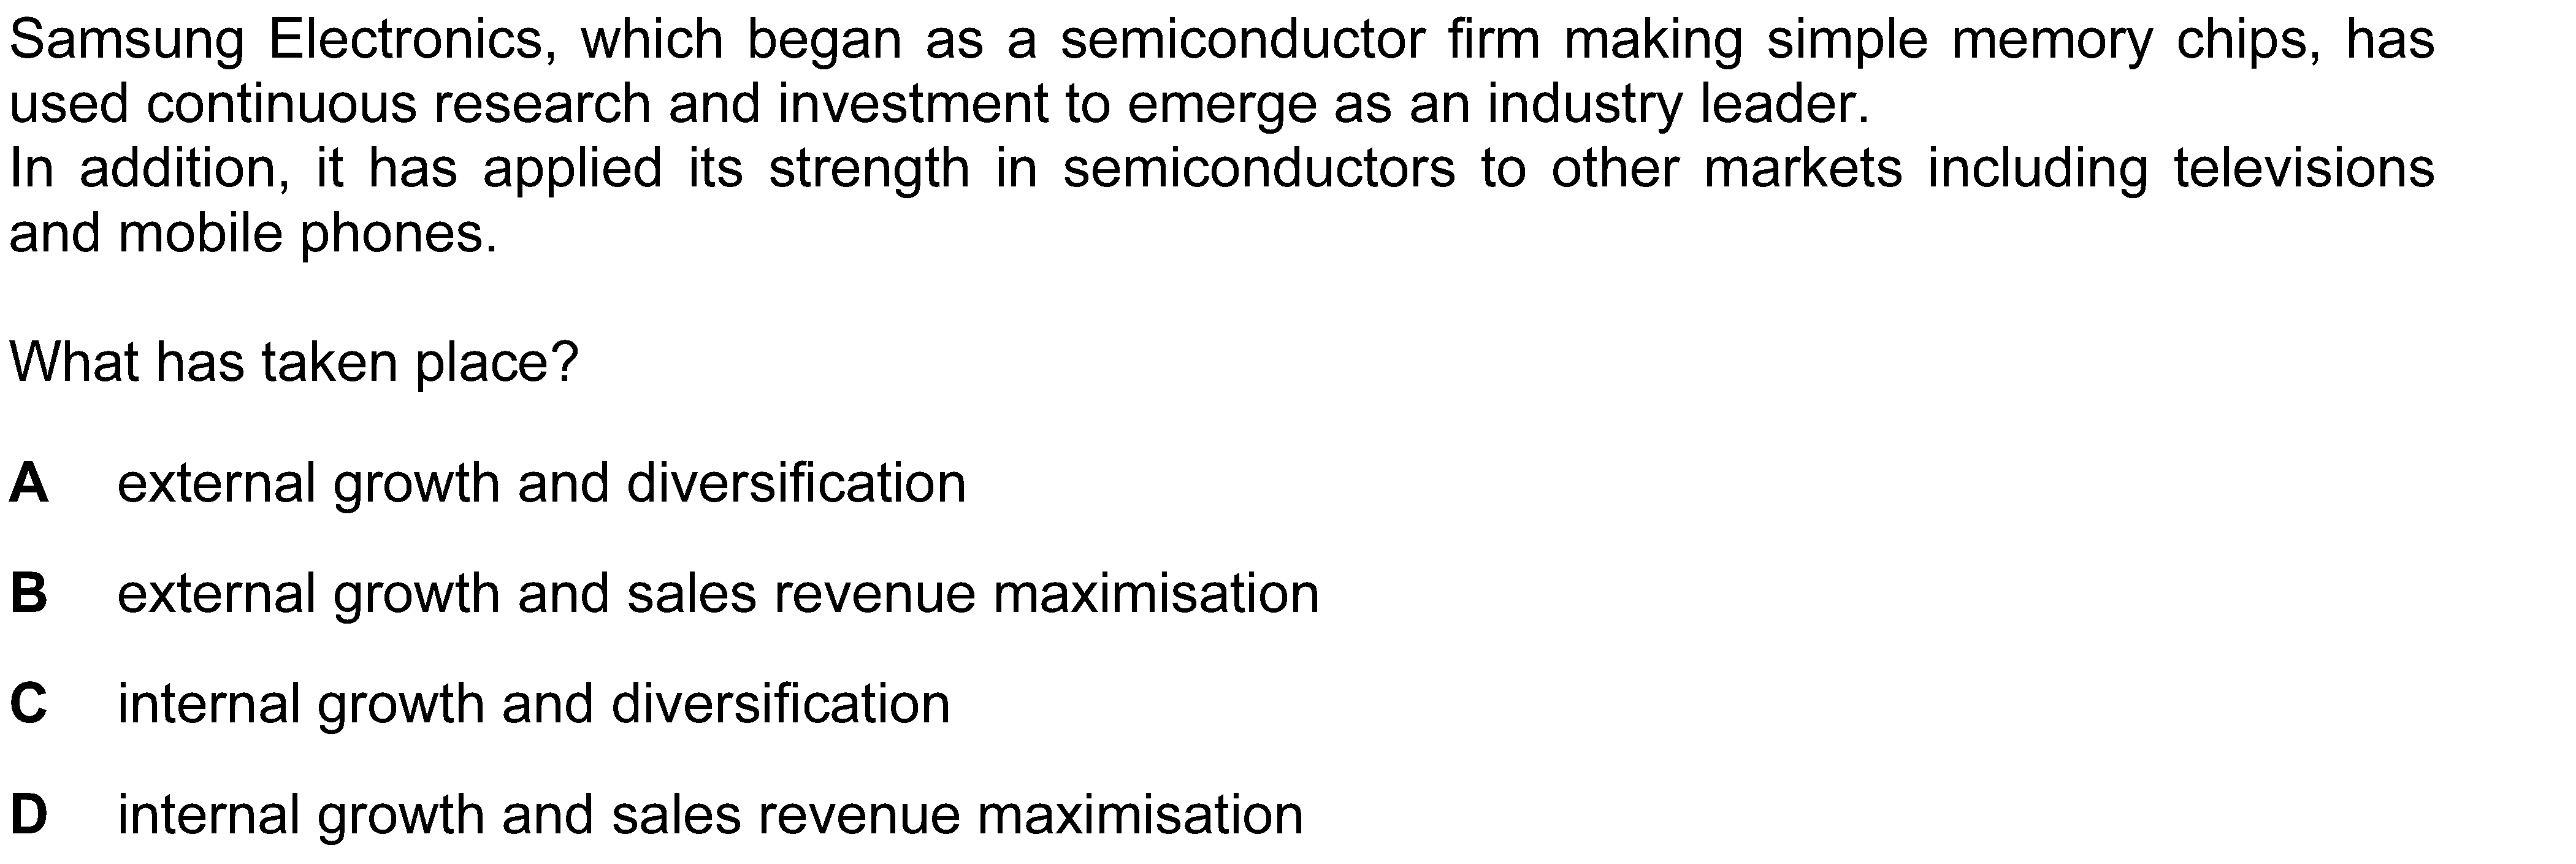 Samsung Electronics, which began as a semiconductor firm making simple memory chips, has
used continuous research and investment to emerge as an industry leader.
In addition, it has applied its strength in semiconductors to other markets including televisions
and mobile phones.
What has taken place?
A external growth and diversification
B external growth and sales revenue maximisation
C internal growth and diversification
D internal growth and sales revenue maximisation